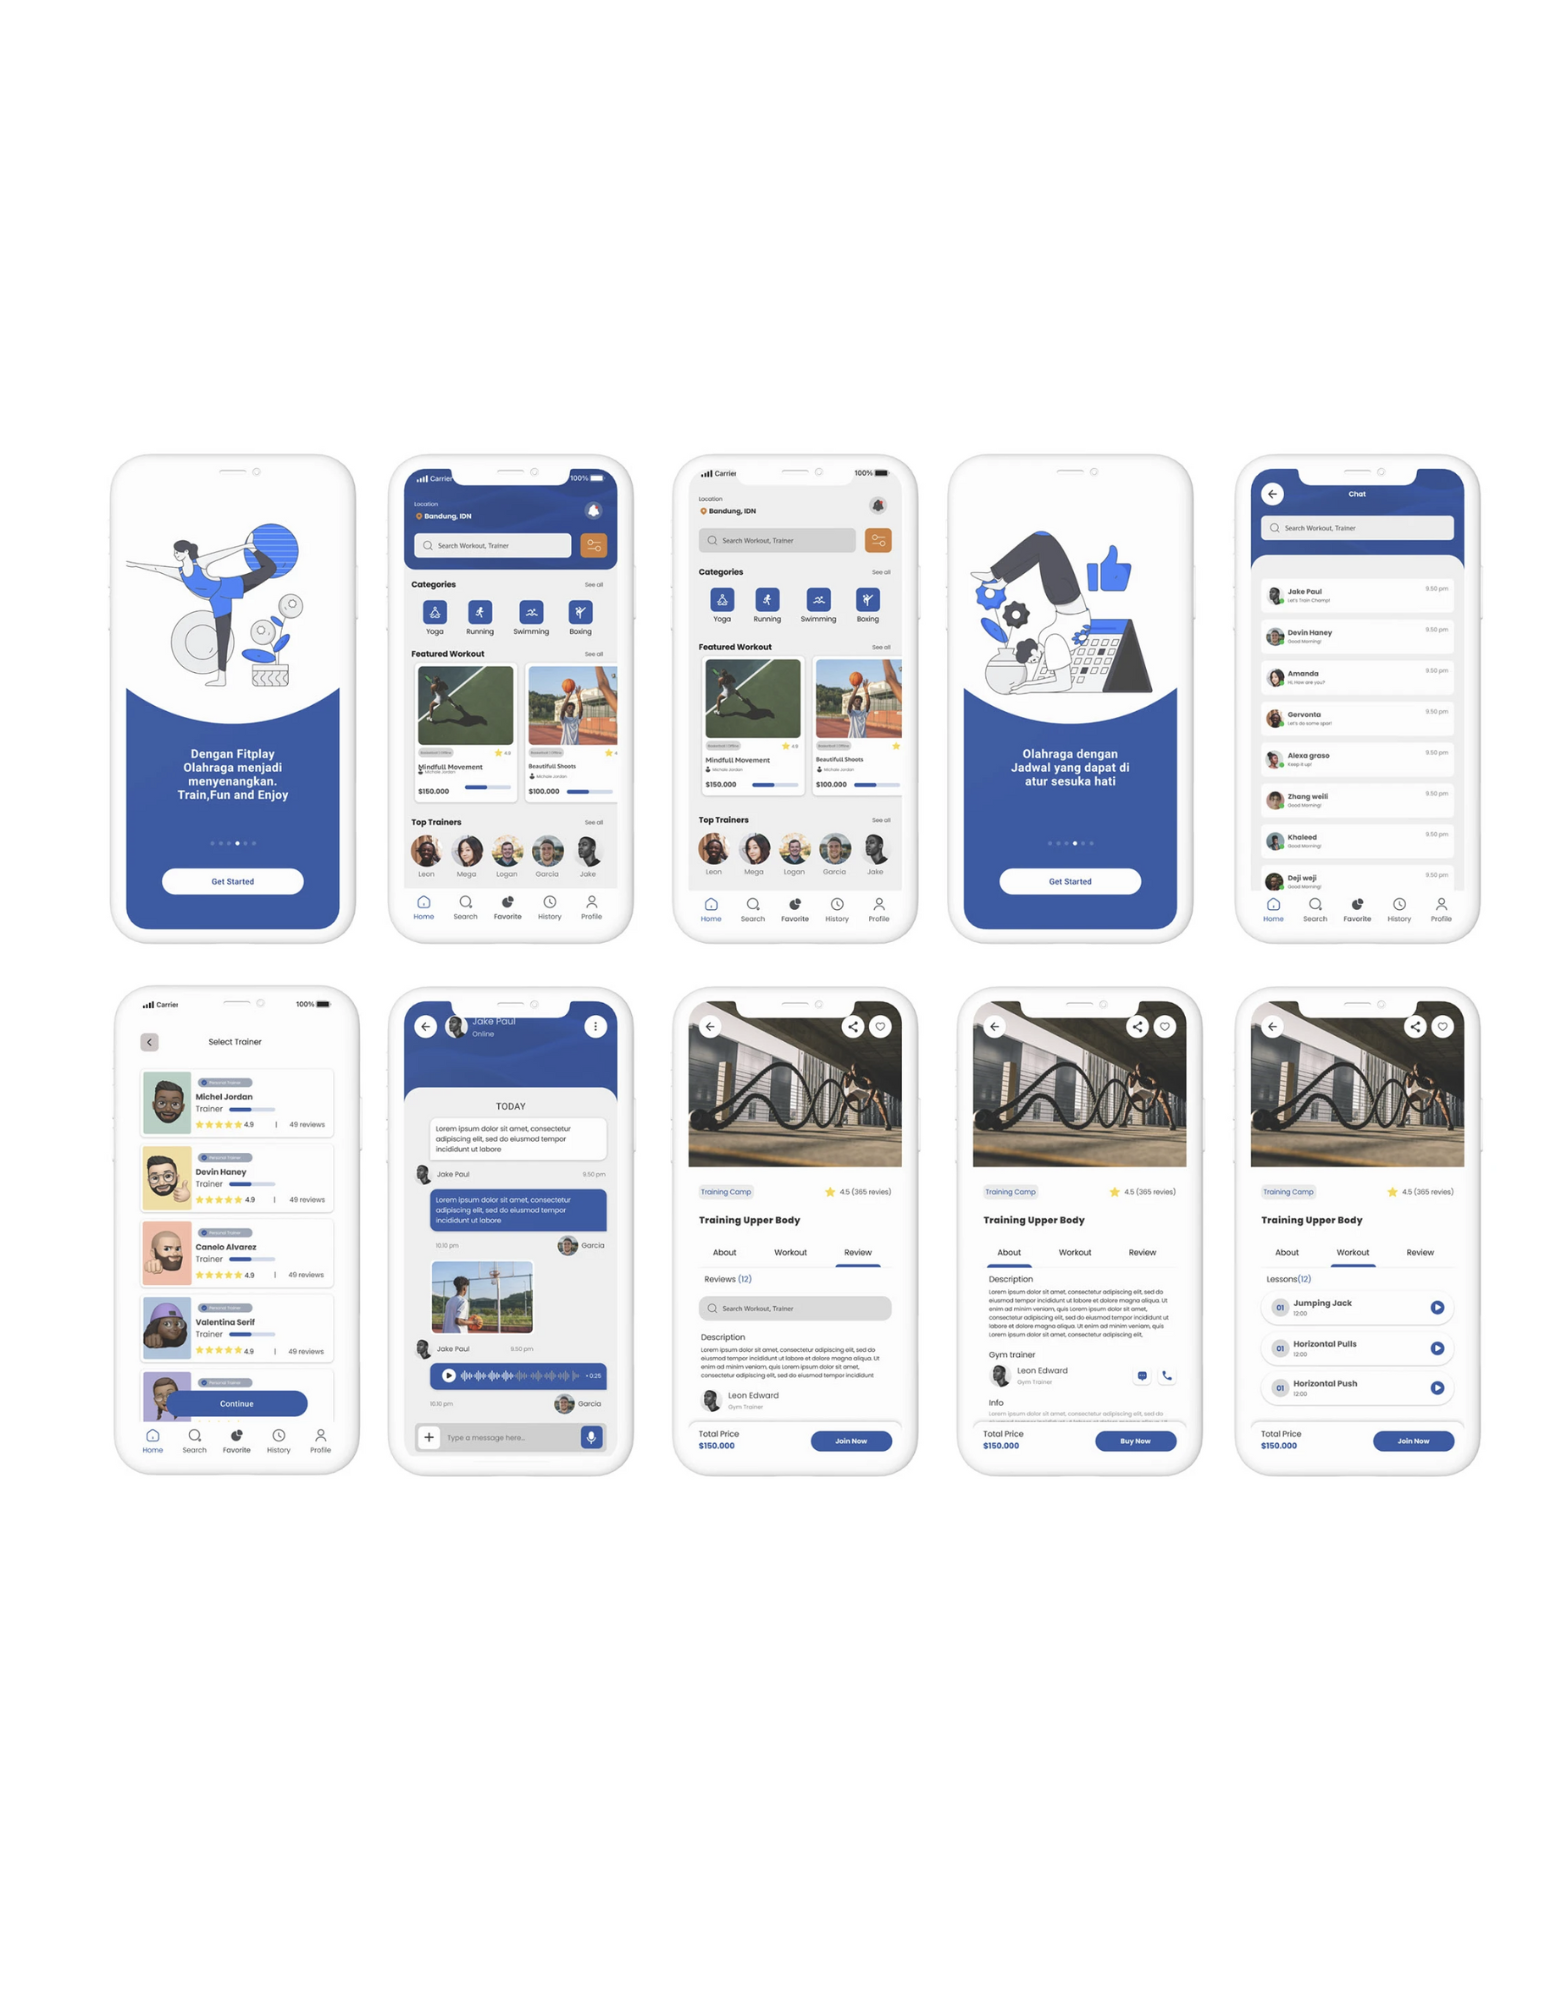 Dengan Fitplay
Olahraga menjadi
menyenangkan.
Train,Fun and Enjoy
Get Started
Carrier
100%
Location
Bandung, IDN
Search Workout, Trainer
Categories
See all
Yoga
Running
Swimming
Boxing
Featured Workout
See all
4.8
Mindfull Movement
Michele Jordan
$150.000
Beautifull Shoots
Michele Jordan
$100.000
Top Trainers
See all
Leon
Mega
Logan
Garcia
Jake
Home
Search
Favorite
History
Profile
Carrier
100%
Location
Bandung, IDN
Search Workout, Trainer
Categories
See all
Yoga
Running
Swimming
Boxing
Featured Workout
See all
4.8
Mindfull Movement
Michele Jordan
$150.000
Beautifull Shoots
Michele Jordan
$100.000
Top Trainers
See all
Leon
Mega
Logan
Garcia
Jake
Home
Search
Favorite
History
Profile
Olahraga dengan
Jadwal yang dapat di
atur sesuka hati
Get Started
Chat
Search Workout, Trainer
Jake Paul
9.50 pm
Let's Train Champ!
Devin Haney
9.50 pm
Good Morning!
Amanda
9.50 pm
Hi, How are you?
Gervonta
9.50 pm
Let's do some spar!
Alexa graso
9.50 pm
Keep it up!
Zhang weili
9.50 pm
Good Morning!
Khaleed
9.50 pm
Good Morning!
Deji weji
9.50 pm
Good Morning!
Home
Search
Favorite
History
Profile
Carrier
100%
Select Trainer
Personal Trainer
Michel Jordan
Trainer
4.9 | 49 reviews
Personal Trainer
Devin Haney
Trainer
4.9 | 49 reviews
Personal Trainer
Canelo Alvarez
Trainer
4.9 | 49 reviews
Personal Trainer
Valentina Serif
Trainer
4.9 | 49 reviews
Personal Trainer
Continue
Home
Search
Favorite
History
Profile
Jake Paul
Online
TODAY
Lorem ipsum dolor sit amet, consectetur
adipiscing elit, sed do eiusmod tempor
incididunt ut labore
Jake Paul
9.50 pm
Lorem ipsum dolor sit amet, consectetur
adipiscing elit, sed do eiusmod tempor
incididunt ut labore
10.10 pm
Garcia
Jake Paul
9.50 pm
+0:25
10.10 pm
Garcia
Type a message here...
Training Camp
4.5 (365 revies)
Training Upper Body
About
Workout
Review
Reviews (12)
Search Workout, Trainer
Description
Lorem ipsum dolor sit amet, consectetur adipiscing elit, sed do
eiusmod tempor incididunt ut labore et dolore magna aliqua. Ut
enim ad minim veniam, quis Lorem ipsum dolor sit amet,
consectetur adipiscing elit, sed do eiusmod tempor incididunt
Leon Edward
Gym Trainer
Total Price
$150.000
Join Now
Training Camp
4.5 (365 revies)
Training Upper Body
About
Workout
Review
Description
Lorem ipsum dolor sit amet, consectetur adipiscing elit, sed do
eiusmod tempor incididunt ut labore et dolore magna aliqua. Ut
enim ad minim veniam, quis Lorem ipsum dolor sit amet,
consectetur adipiscing elit, sed do eiusmod tempor incididunt ut
labore et dolore magna aliqua. Ut enim ad minim veniam, quis
Lorem ipsum dolor sit amet, consectetur adipiscing elit,
Gym trainer
Leon Edward
Gym Trainer
Info
Lorem ipsum dolor sit amet, consectetur adipiscing elit, sed do
Total Price
$150.000
Buy Now
Training Camp
4.5 (365 revies)
Training Upper Body
About
Workout
Review
Lessons(12)
01
Jumping Jack
12:00
01
Horizontal Pulls
12:00
01
Horizontal Push
12:00
Total Price
$150.000
Join Now